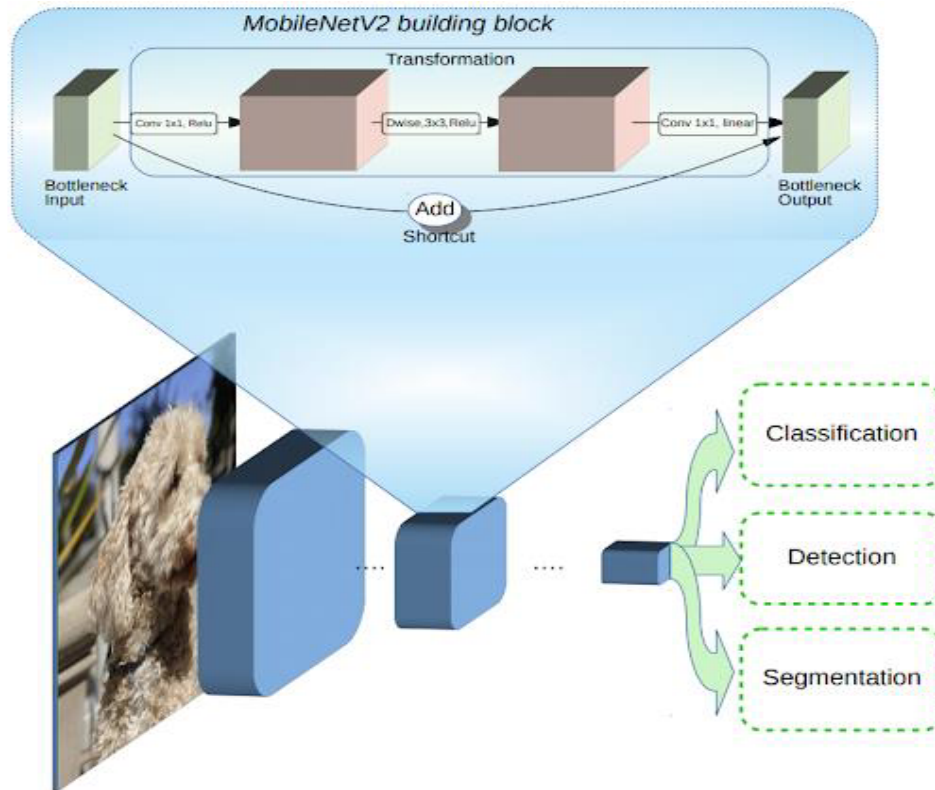 MobileNetV2 building block
Transformation
Conv 1x1, Relu
Dwise,3x3,Relu
Conv 1x1, linear
Bottleneck
Input
Bottleneck
Output
Add
Shortcut
Classification
....
....
Detection
Segmentation